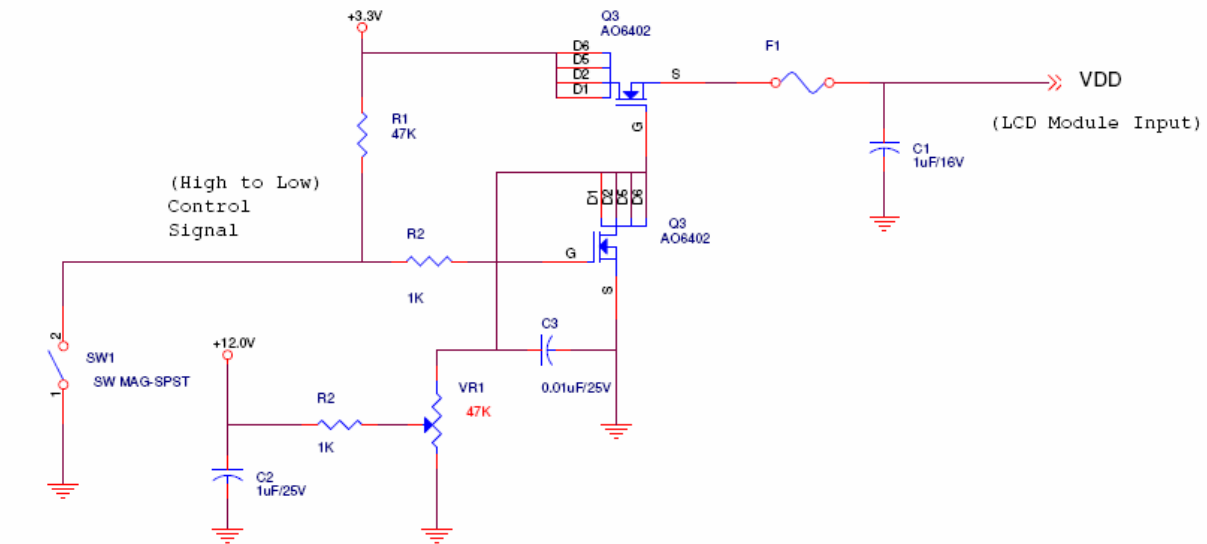 +3.3V
Q3
AO6402
D6
D5
D2
D1
S
G
F1
VDD
(LCD Module Input)
R1
47K
C1
1uF/16V
(High to Low)
Control
Signal
D1
D2
D5
D6
Q3
AO6402
R2
1K
G
S
2
SW1
SW MAG-SPST
1
+12.0V
C3
0.01uF/25V
VR1
47K
R2
1K
C2
1uF/25V